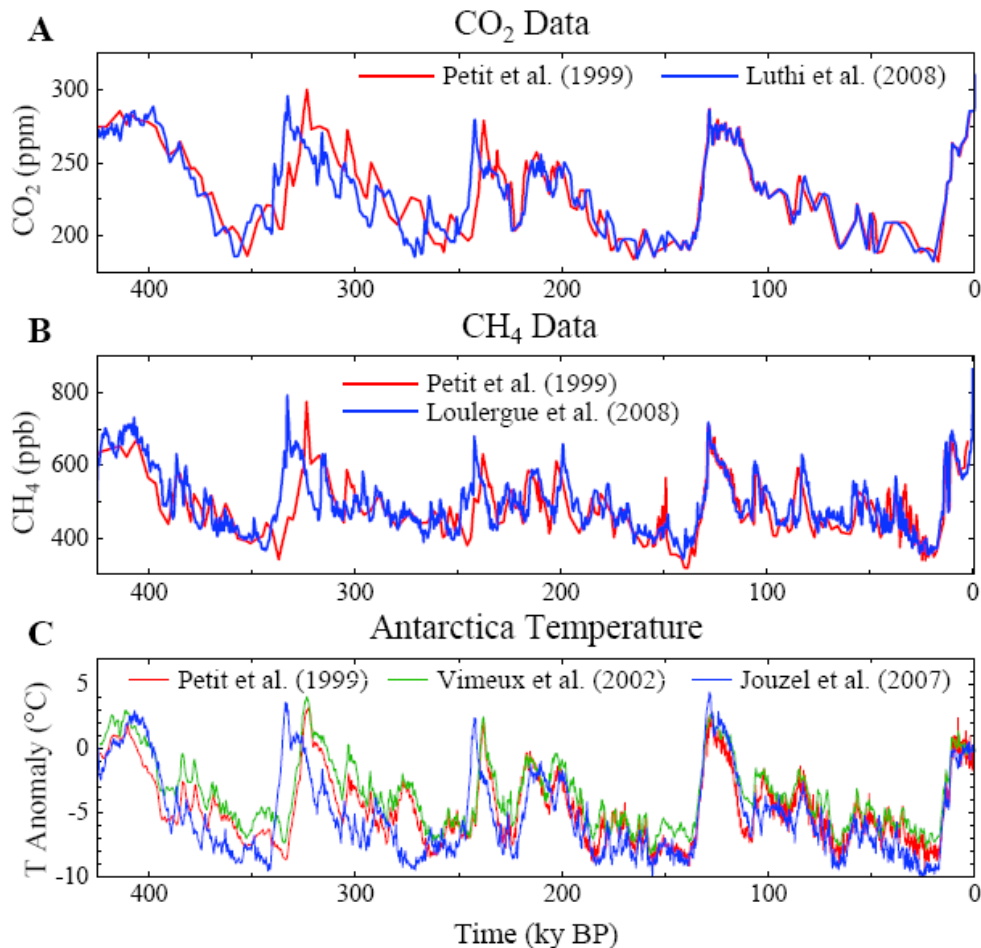 A CO₂ Data
Petit et al. (1999) Luthi et al. (2008)
300
250
200
CO₂ (ppm)
400 300 200 100 0
B CH₄ Data
Petit et al. (1999)
Loulergue et al. (2008)
800
600
400
CH₄ (ppb)
400 300 200 100 0
C Antarctica Temperature
Petit et al. (1999) Vimeux et al. (2002) Jouzel et al. (2007)
5
0
-5
-10
T Anomaly (°C)
400 300 200 100 0
Time (ky BP)